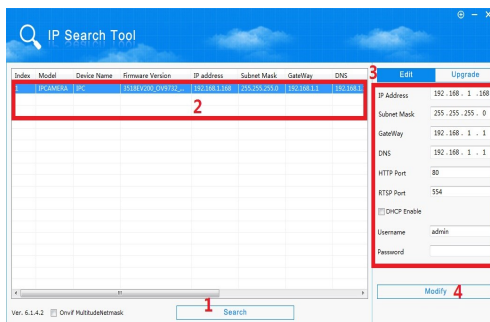 IP Search Tool
Index Model Device Name Firmware Version IP address Subnet Mask GateWay DNS
1 IPCAMERA IPC 3518EV200_OV9732_... 192.168.1.168 255.255.255.0 192.168.1.1 192.168.1.
2
3 Edit Upgrade
IP Address 192 . 168 . 1 . 168
Subnet Mask 255 . 255 . 255 . 0
GateWay 192 . 168 . 1 . 1
DNS 192 . 168 . 1 . 1
HTTP Port 80
RTSP Port 554
DHCP Enable
Username admin
Password
Modify 4
Ver. 6.1.4.2 Onvif MultitudeNetmask 1 Search